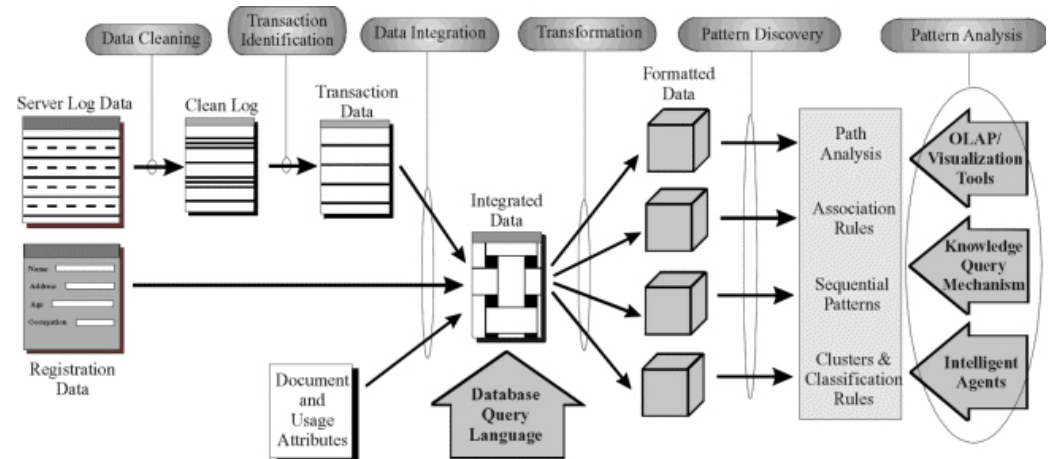 Data Cleaning
Transaction
Identification
Data Integration
Transformation
Pattern Discovery
Pattern Analysis
Server Log Data
Clean Log
Transaction
Data
Formatted
Data
Integrated
Data
Name
Address
Age
Occupation
Registration
Data
Document
and
Usage
Attributes
Database
Query
Language
Path
Analysis
Association
Rules
Sequential
Patterns
Clusters &
Classification
Rules
OLAP/
Visualization
Tools
Knowledge
Query
Mechanism
Intelligent
Agents